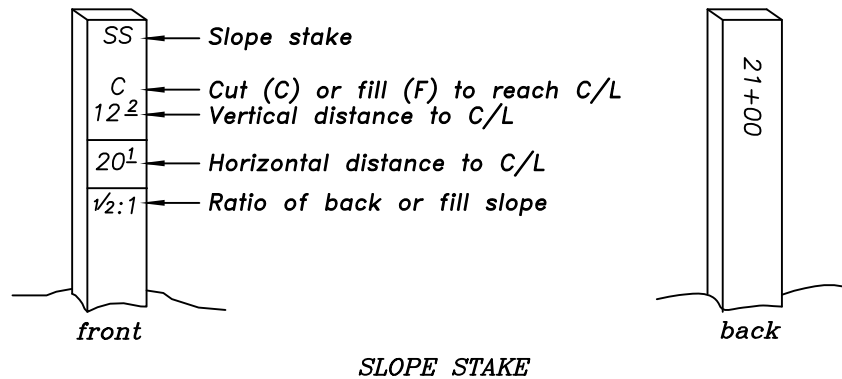 SS
Slope stake
C
Cut (C) or fill (F) to reach C/L
12 2
Vertical distance to C/L
20 1
Horizontal distance to C/L
1/2:1
Ratio of back or fill slope
front
21+00
back
SLOPE STAKE